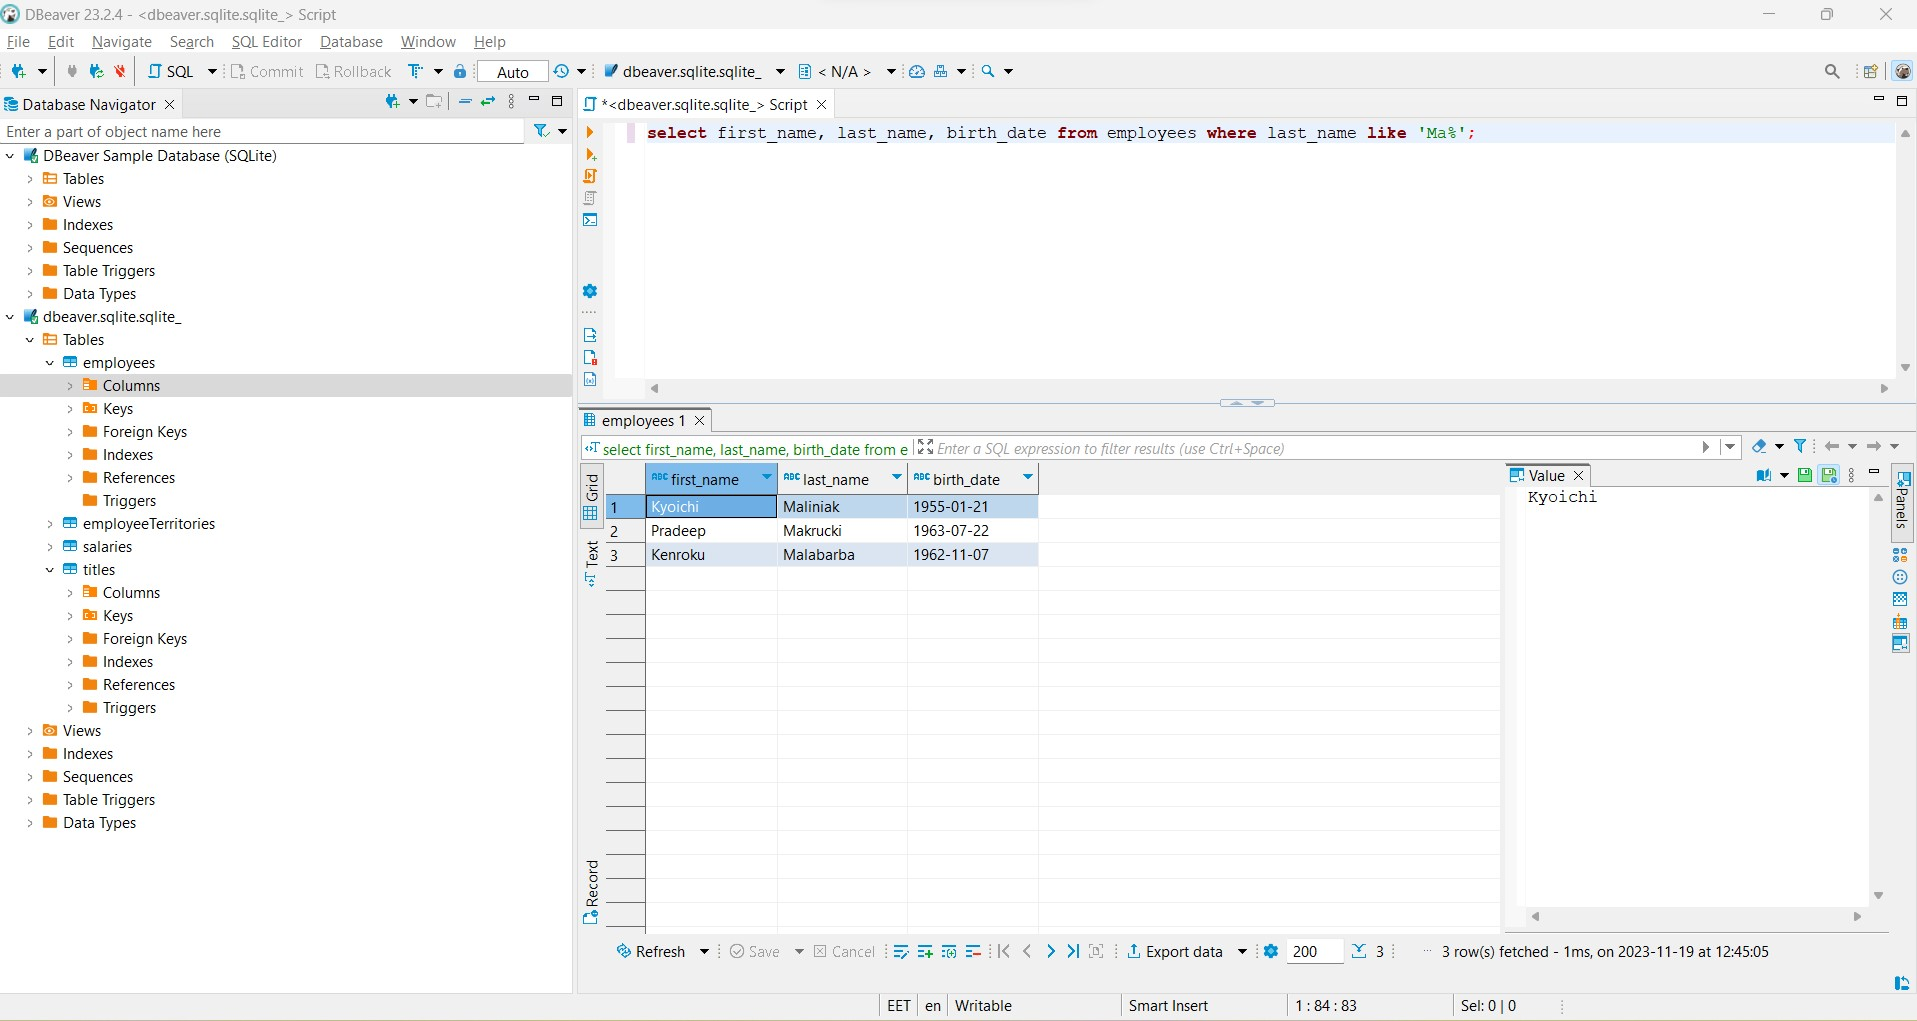 DBeaver 23.2.4 - <dbeaver.sqlite.sqlite_> Script
File Edit Navigate Search SQL Editor Database Window Help
SQL Commit Rollback Auto dbeaver.sqlite.sqlite_ < N/A >
Database Navigator
Enter a part of object name here
DBeaver Sample Database (SQLite)
Tables
Views
Indexes
Sequences
Table Triggers
Data Types
dbeaver.sqlite.sqlite_
Tables
employees
Columns
Keys
Foreign Keys
Indexes
References
Triggers
employeeTerritories
salaries
titles
Columns
Keys
Foreign Keys
Indexes
References
Triggers
Views
Indexes
Sequences
Table Triggers
Data Types
*<dbeaver.sqlite.sqlite_> Script
select first_name, last_name, birth_date from employees where last_name like 'Ma%';
employees 1
select first_name, last_name, birth_date from e Enter a SQL expression to filter results (use Ctrl+Space)
Grid
Text
Record
ABC first_name ABC last_name ABC birth_date
1 Kyoichi Maliniak 1955-01-21
2 Pradeep Makrucki 1963-07-22
3 Kenroku Malabarba 1962-11-07
Value
Kyoichi
Panels
Refresh Save Cancel Export data 200 3 ... 3 row(s) fetched - 1ms, on 2023-11-19 at 12:45:05
EET en Writable Smart Insert 1 : 84 : 83 Sel: 0 | 0